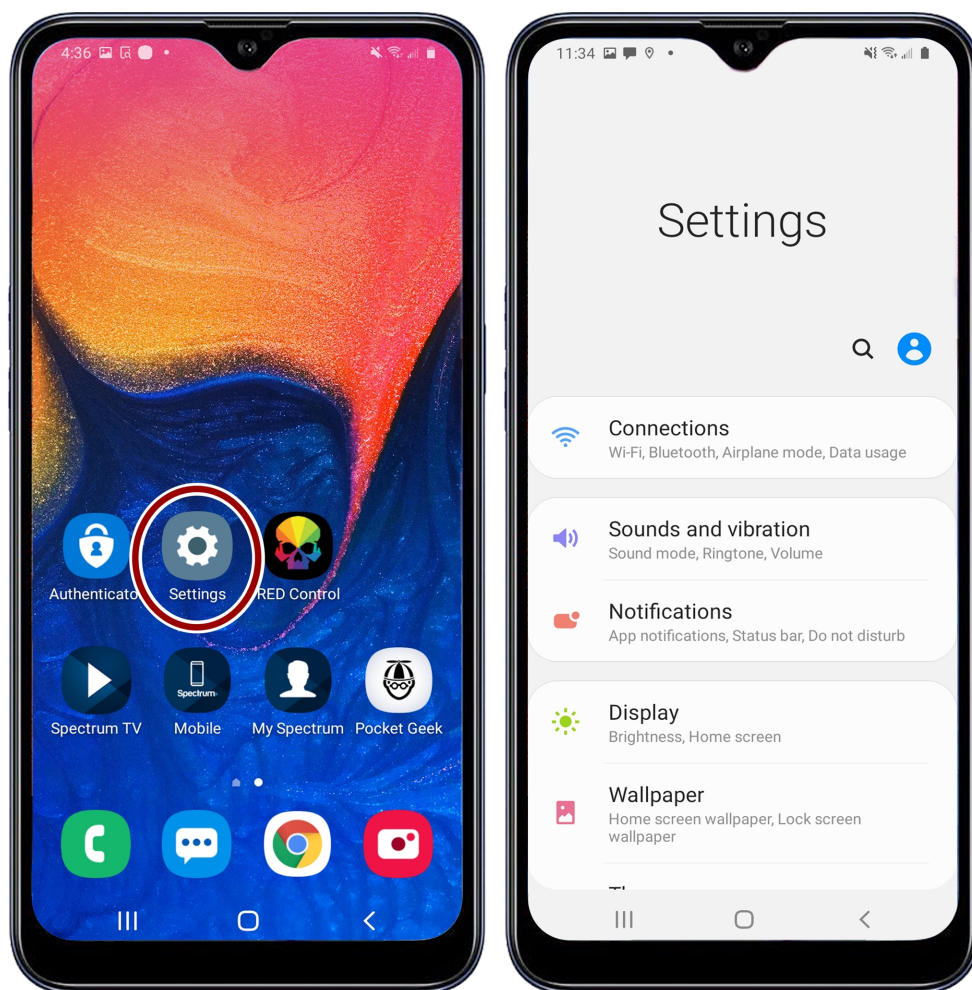 4:36
Authenticato
Settings
RED Control
Spectrum
Spectrum TV
Mobile
My Spectrum
Pocket Geek
11:34
Settings
Connections
Wi-Fi, Bluetooth, Airplane mode, Data usage
Sounds and vibration
Sound mode, Ringtone, Volume
Notifications
App notifications, Status bar, Do not disturb
Display
Brightness, Home screen
Wallpaper
Home screen wallpaper, Lock screen
wallpaper